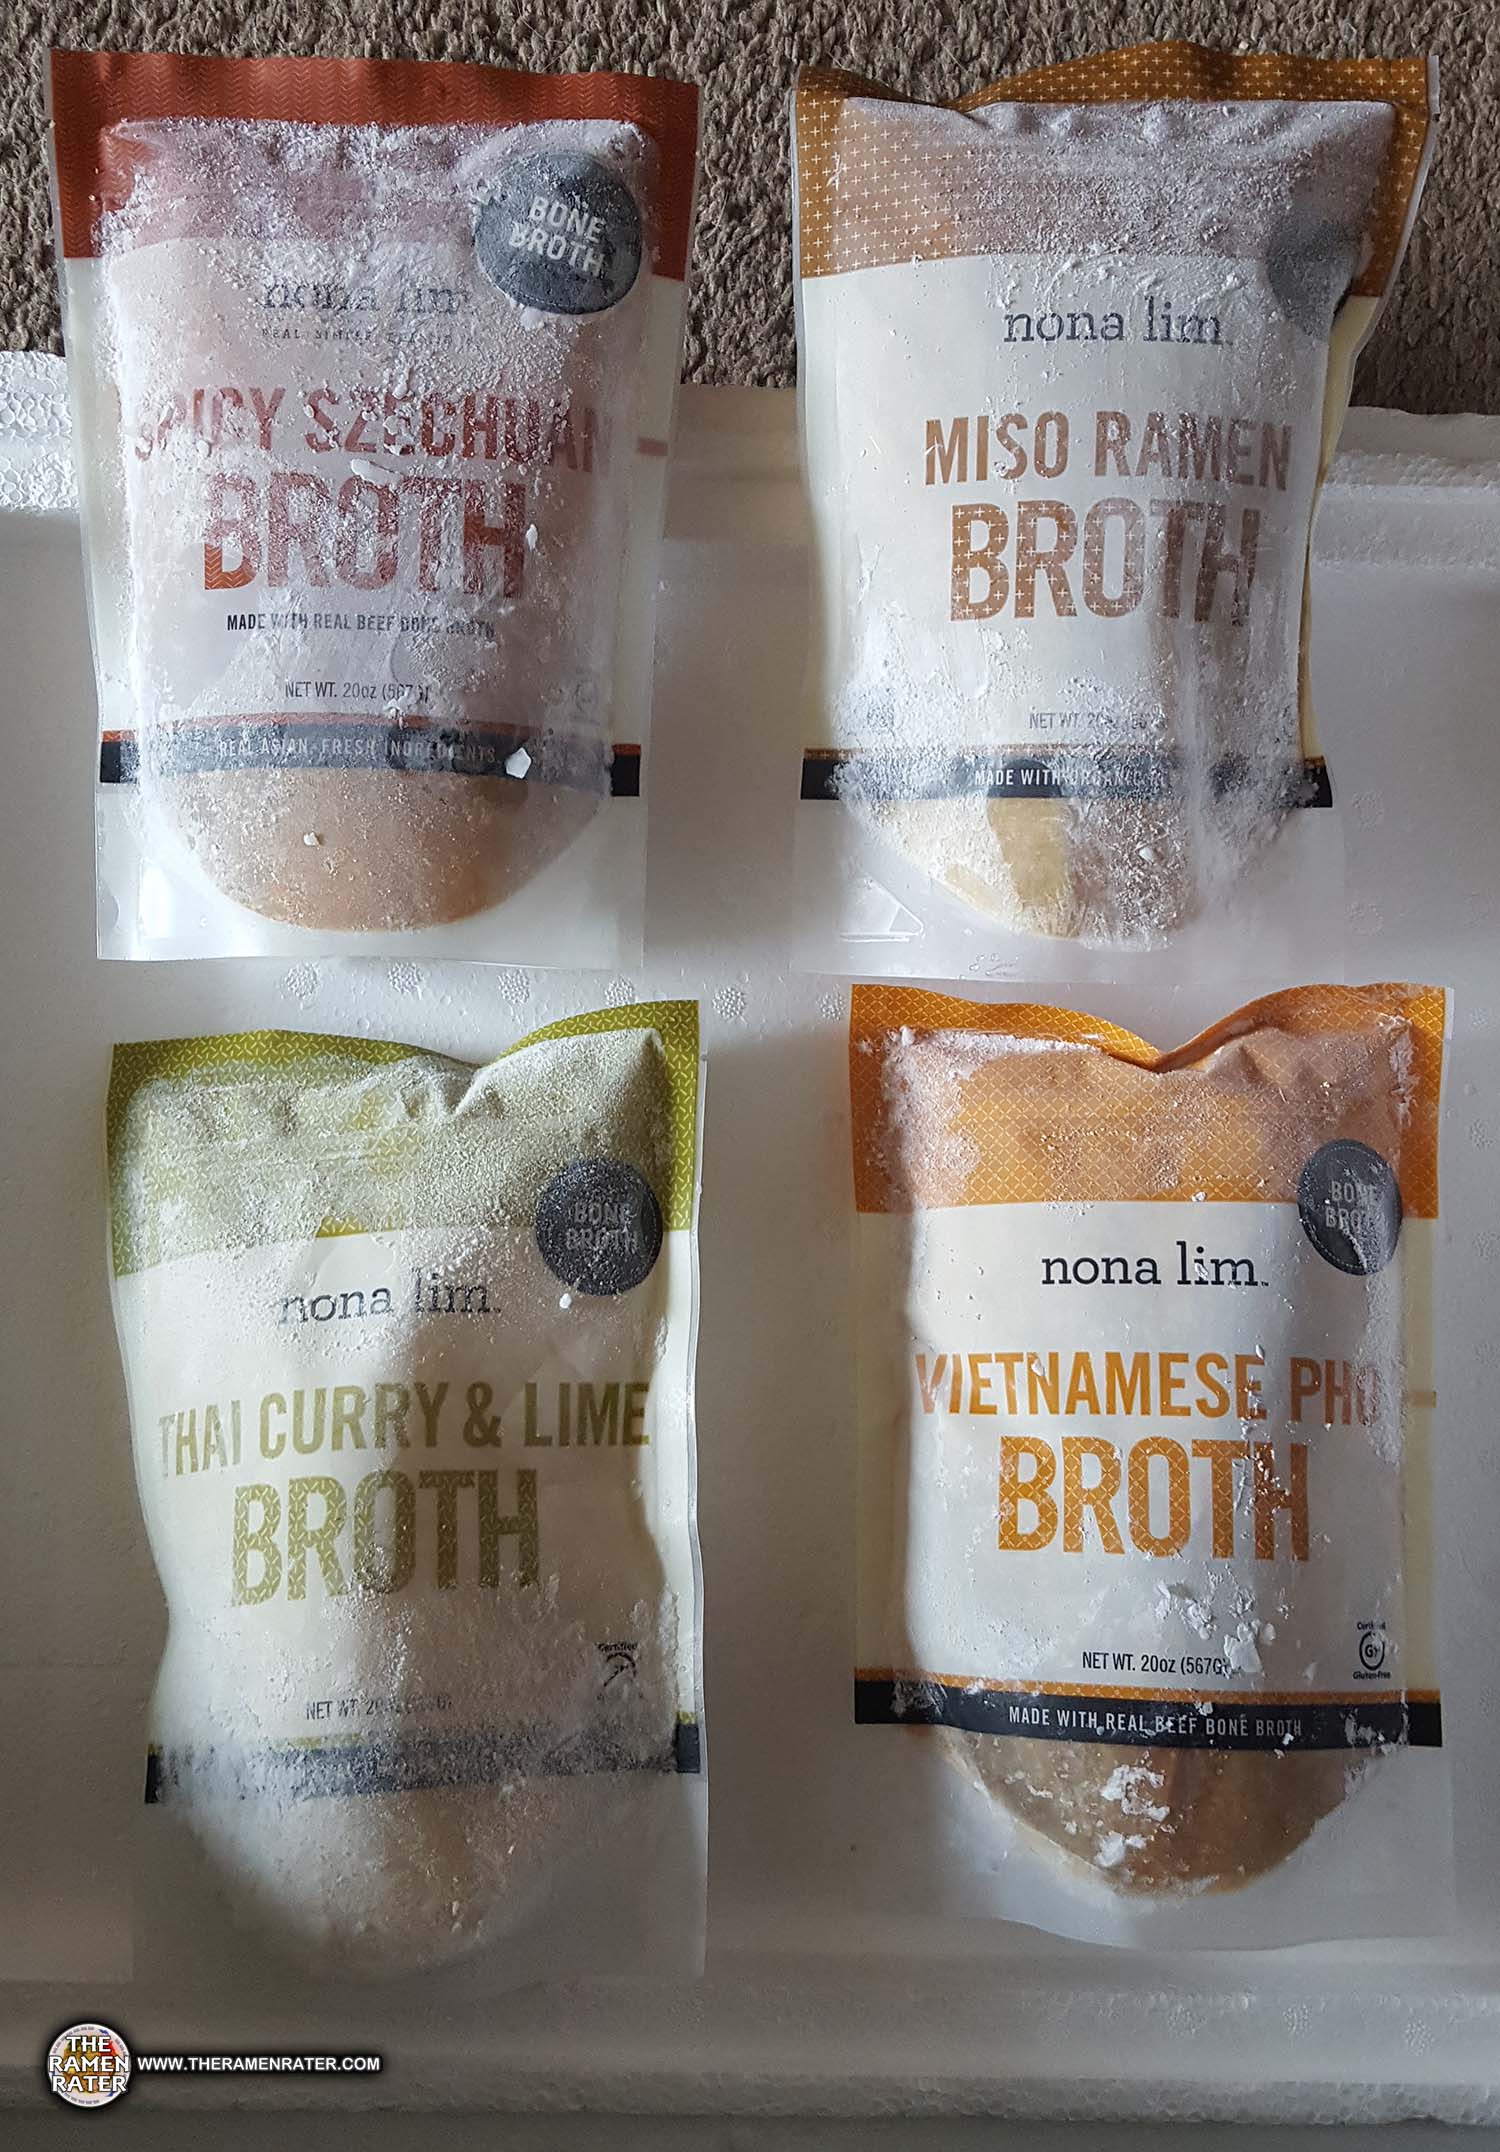 BONE
BROTH
nona lim
SPICY SZECHUAN
BROTH
MADE WITH REAL BEEF BONE BROTH
NET WT. 20oz (567
REAL ASIAN. FRESH INGREDIENTS
nona lim
MISO RAMEN
BROTH
NET WT.
MADE WITH ORGANIC
BONE
BROTH
nona lim.
THAI CURRY & LIME
BROTH
Certified
NET WT.
BONE
BROTH
nona lim™
VIETNAMESE PHO
BROTH
Certified
GF
Gluten-Free
NET WT. 20oz (567G)
MADE WITH REAL BEEF BONE BROTH
THE
RAMEN
RATER
WWW.THERAMENRATER.COM